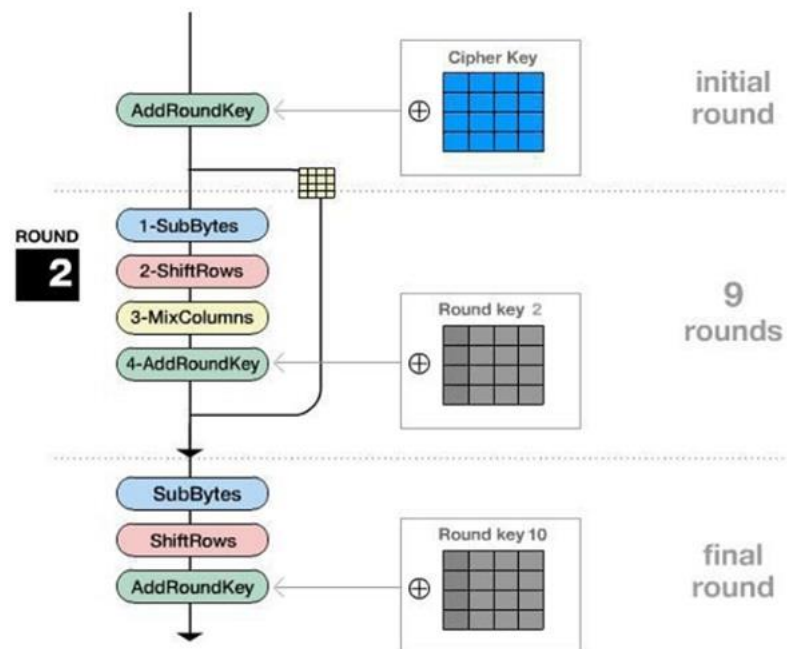 Cipher Key
AddRoundKey
initial
round
ROUND
2
1-SubBytes
2-ShiftRows
3-MixColumns
4-AddRoundKey
Round key 2
9
rounds
SubBytes
ShiftRows
AddRoundKey
Round key 10
final
round